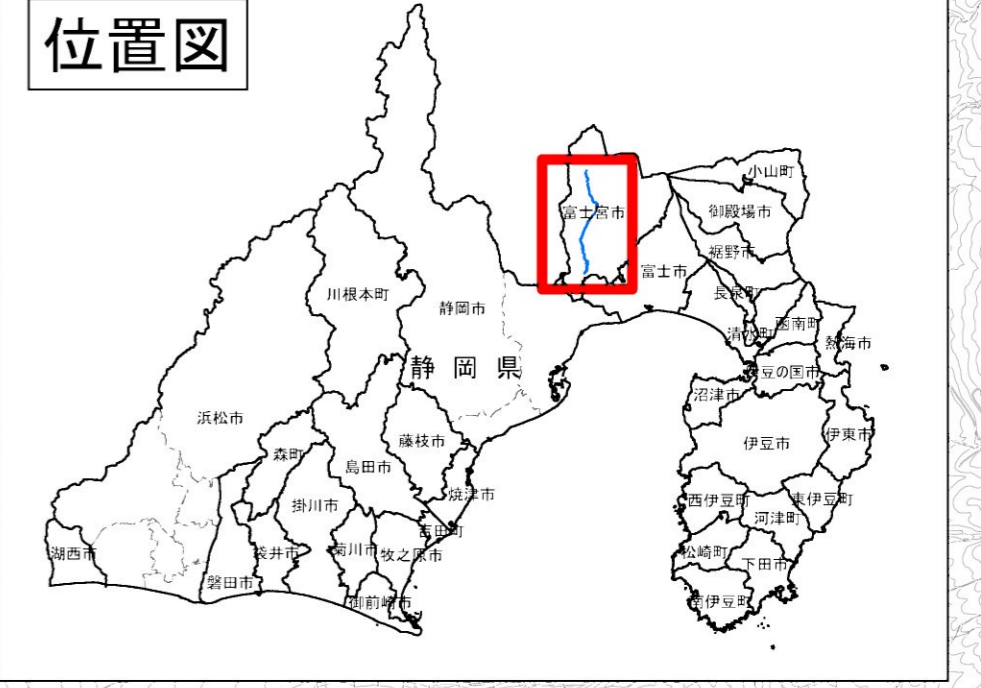 位置図
小山町
富士宮市
御殿場市
裾野市
富士市
長泉町
川根本町
静岡市
函南町
清水町
熱海市
静岡県
伊豆の国市
沼津市
浜松市
藤枝市
伊豆市
伊東市
森町
島田市
焼津市
掛川市
西伊豆町
東伊豆町
河津町
吉田町
湖西市
袋井市
菊川市
牧之原市
松崎町
下田市
磐田市
御前崎市
南伊豆町